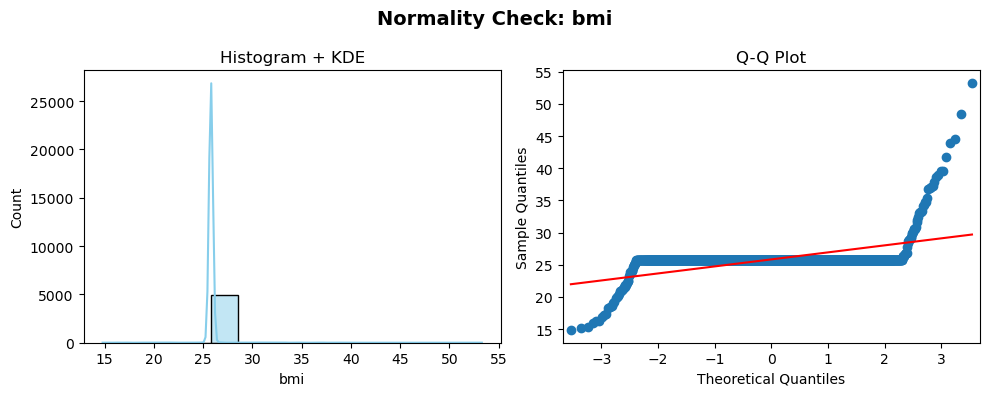 Normality Check: bmi
Histogram + KDE
Count
25000
20000
15000
10000
5000
0
15 20 25 30 35 40 45 50 55
bmi
Q-Q Plot
Sample Quantiles
55
50
45
40
35
30
25
20
15
−3 −2 −1 0 1 2 3
Theoretical Quantiles